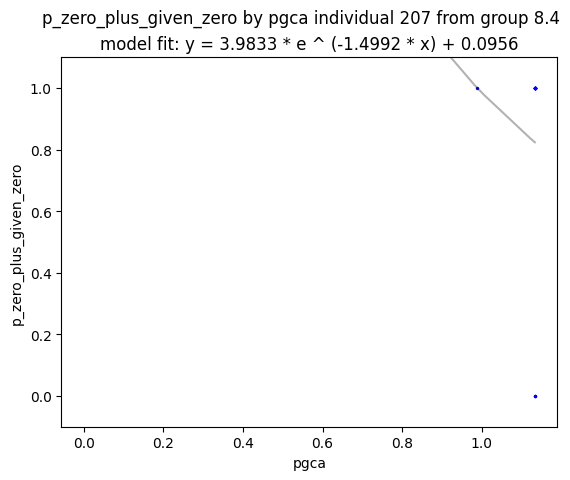 p_zero_plus_given_zero by pgca individual 207 from group 8.4
model fit: y = 3.9833 * e ^ (-1.4992 * x) + 0.0956
1.0
0.8
0.6
0.4
0.2
0.0
p_zero_plus_given_zero
0.0 0.2 0.4 0.6 0.8 1.0
pgca